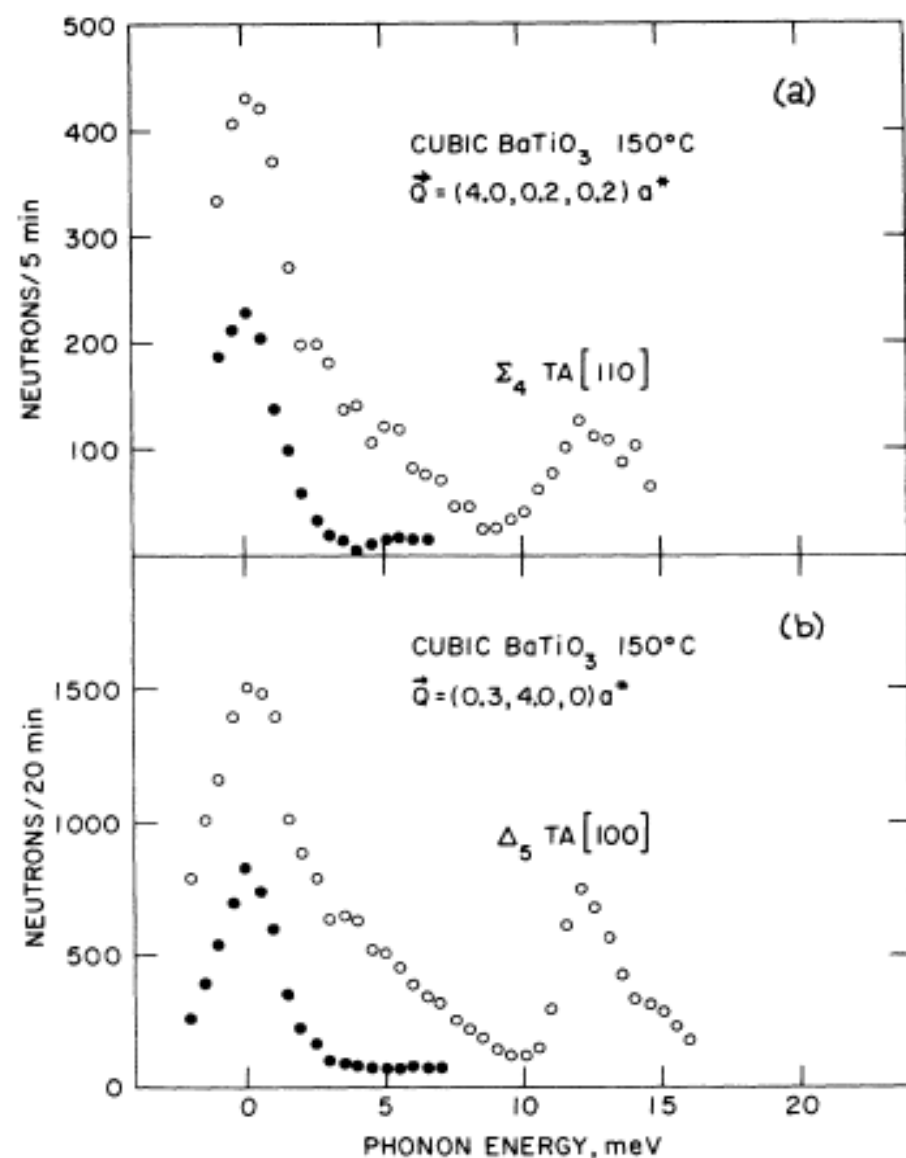 500
400
300
200
100
NEUTRONS/5 min
(a)
CUBIC BaTiO₃ 150°C
Q⃗ = (4.0, 0.2, 0.2) a*
Σ₄ TA [110]
(b)
CUBIC BaTiO₃ 150°C
Q⃗ = (0.3, 4.0, 0) a*
Δ₅ TA [100]
1500
1000
500
0
NEUTRONS/20 min
0 5 10 15 20
PHONON ENERGY, meV